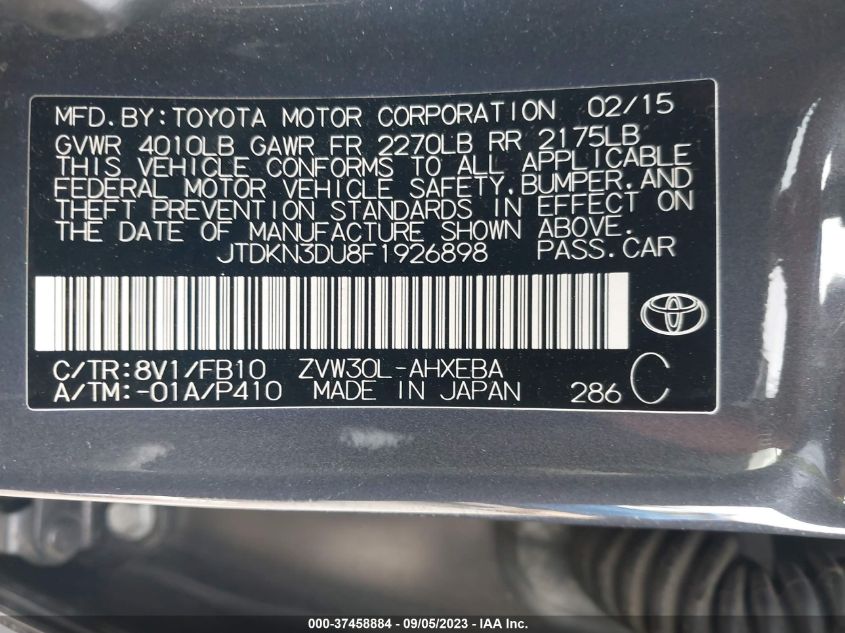 MFD.BY:TOYOTA MOTOR CORPORATION 02/15
GVWR 4010LB GAWR FR 2270LB RR 2175LB
THIS VEHICLE CONFORMS TO ALL APPLICABLE
FEDERAL MOTOR VEHICLE SAFETY,BUMPER,AND
THEFT PREVENTION STANDARDS IN EFFECT ON
THE DATE OF MANUFACTURE SHOWN ABOVE.
JTDKN3DU8F1926898 PASS.CAR
C/TR:8V1/FB10 ZVW30L-AHXEBA
A/TM:-01A/P410 MADE IN JAPAN 286 C
000-37458884 - 09/05/2023 - IAA Inc.